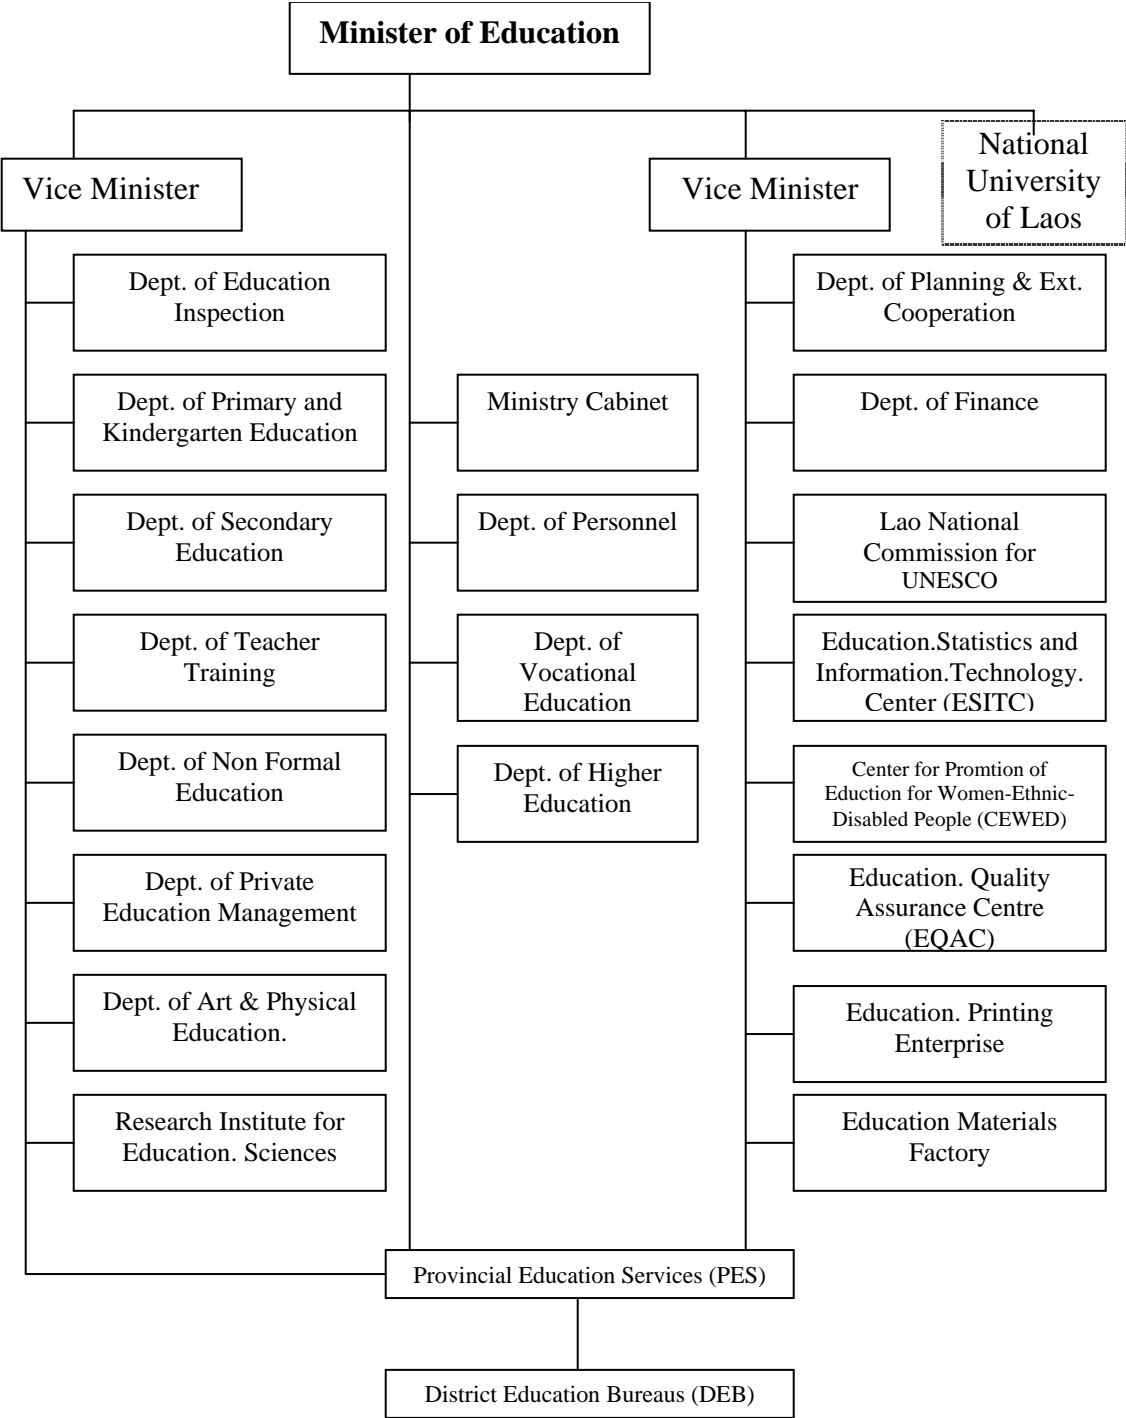 Minister of Education
National
University
of Laos
Vice Minister
Vice Minister
Dept. of Education
Inspection
Dept. of Primary and
Kindergarten Education
Dept. of Secondary
Education
Dept. of Teacher
Training
Dept. of Non Formal
Education
Dept. of Private
Education Management
Dept. of Art & Physical
Education.
Research Institute for
Education. Sciences
Ministry Cabinet
Dept. of Personnel
Dept. of
Vocational
Education
Dept. of Higher
Education
Dept. of Planning & Ext.
Cooperation
Dept. of Finance
Lao National
Commission for
UNESCO
Education.Statistics and
Information.Technology.
Center (ESITC)
Center for Promtion of
Eduction for Women-Ethnic-
Disabled People (CEWED)
Education. Quality
Assurance Centre
(EQAC)
Education. Printing
Enterprise
Education Materials
Factory
Provincial Education Services (PES)
District Education Bureaus (DEB)